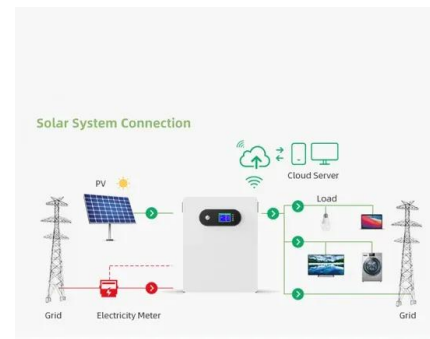 Solar System Connection
Cloud Server
PV
Load
Grid
Electricity Meter
Grid